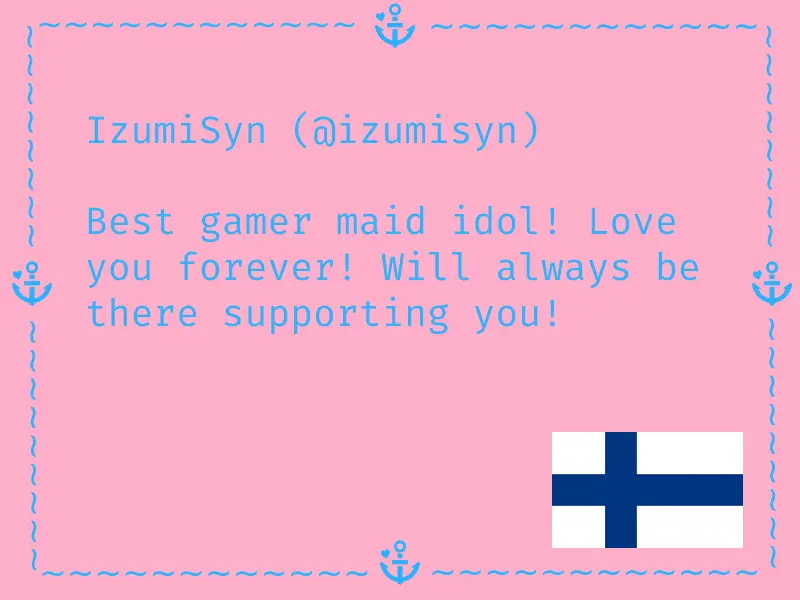 IzumiSyn (@izumisyn)
Best gamer maid idol! Love
you forever! Will always be
there supporting you!